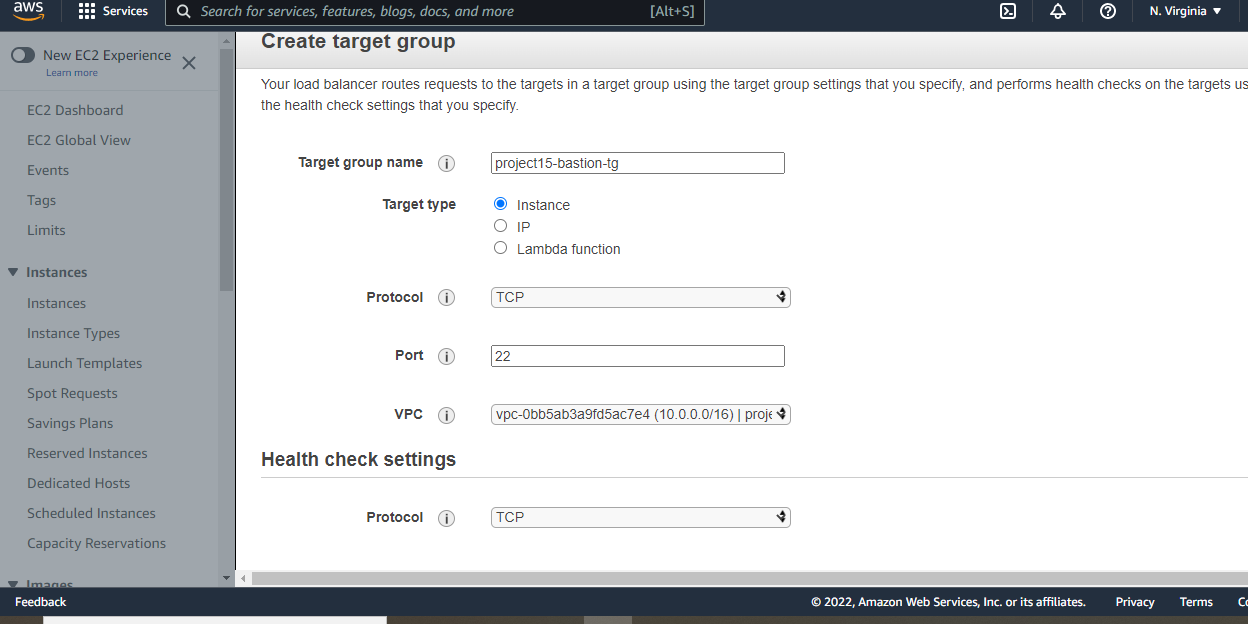 aws
Services
Search for services, features, blogs, docs, and more [Alt+S]
N. Virginia
New EC2 Experience
Learn more
EC2 Dashboard
EC2 Global View
Events
Tags
Limits
Instances
Instances
Instance Types
Launch Templates
Spot Requests
Savings Plans
Reserved Instances
Dedicated Hosts
Scheduled Instances
Capacity Reservations
Images
Create target group
Your load balancer routes requests to the targets in a target group using the target group settings that you specify, and performs health checks on the targets us
the health check settings that you specify.
Target group name i project15-bastion-tg
Target type Instance
IP
Lambda function
Protocol i TCP
Port i 22
VPC i vpc-0bb5ab3a9fd5ac7e4 (10.0.0.0/16) | proje
Health check settings
Protocol i TCP
Feedback © 2022, Amazon Web Services, Inc. or its affiliates. Privacy Terms